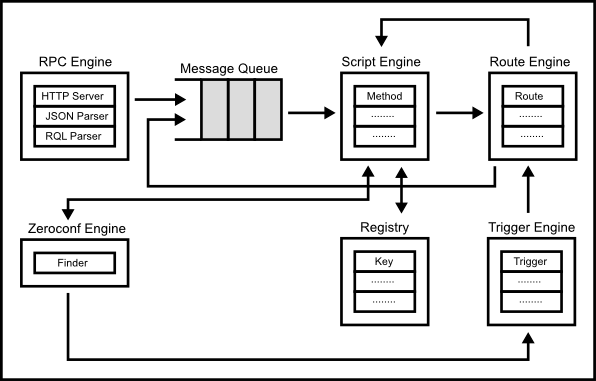 RPC Engine
HTTP Server
JSON Parser
RQL Parser
Message Queue
Script Engine
Method
........
........
Route Engine
Route
........
........
Zeroconf Engine
Finder
Registry
Key
........
........
Trigger Engine
Trigger
........
........